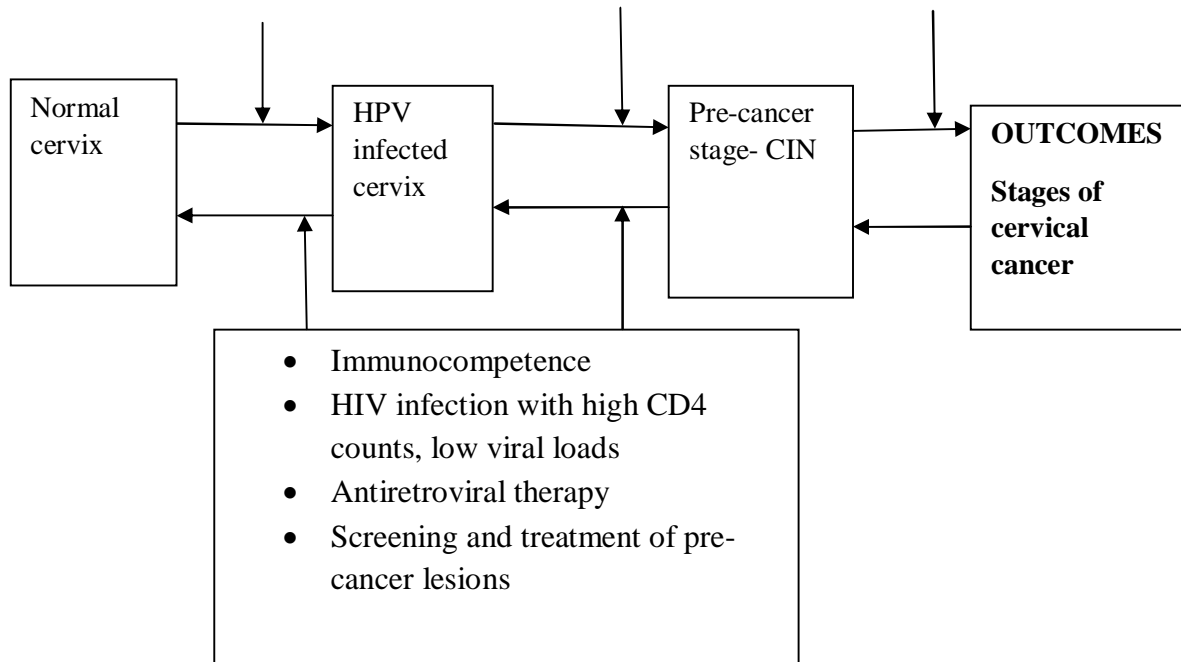 Normal
cervix
HPV
infected
cervix
Pre-cancer
stage- CIN
OUTCOMES
Stages of
cervical
cancer
• Immunocompetence
• HIV infection with high CD4
counts, low viral loads
• Antiretroviral therapy
• Screening and treatment of pre-
cancer lesions